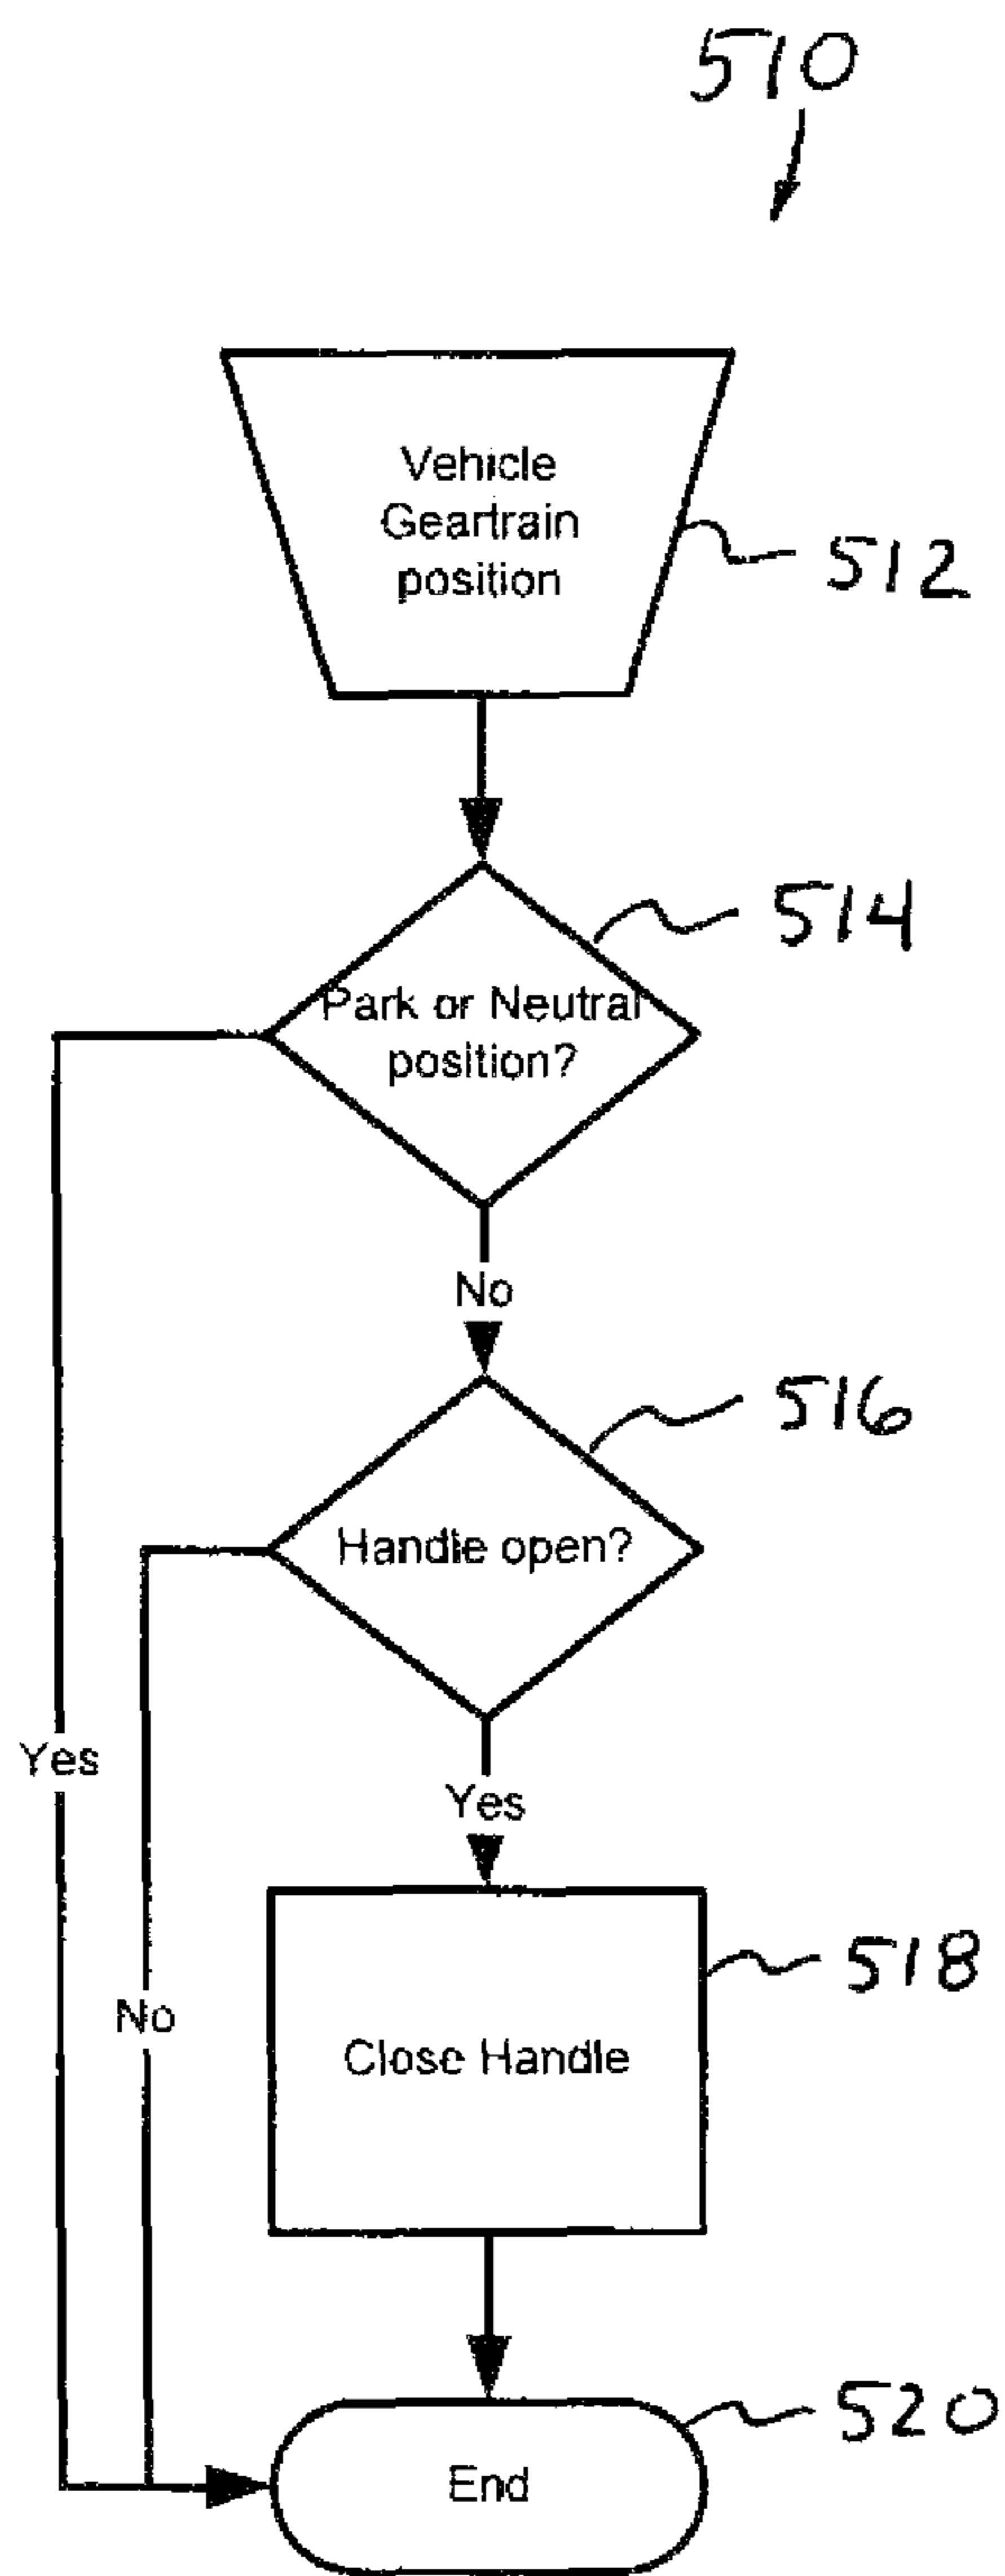 510
Vehicle
Geartrain
position
512
514
Park or Neutral
position?
No
516
Handle open?
Yes
Yes
518
No
Close Handle
520
End